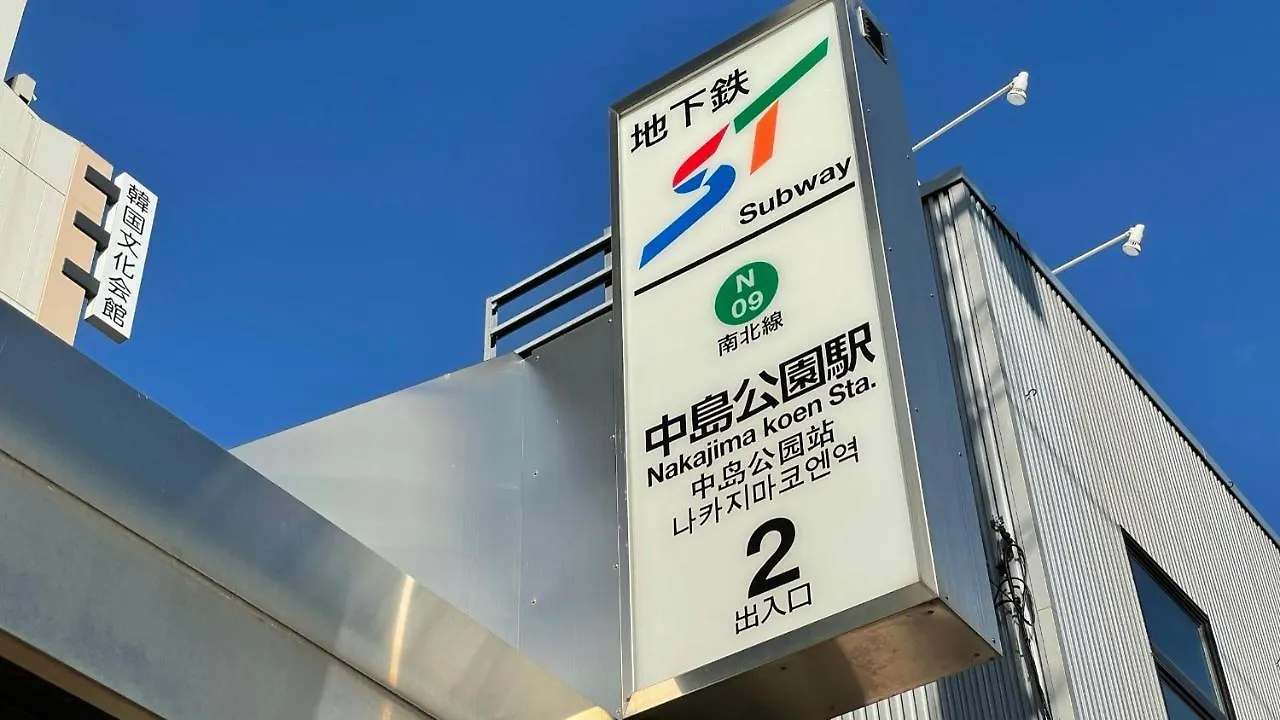 地下鉄
ST
Subway
N
09
南北線
中島公園駅
Nakajima koen Sta.
中岛公园站
나카지마코엔역
2
出入口
韓国文化会館